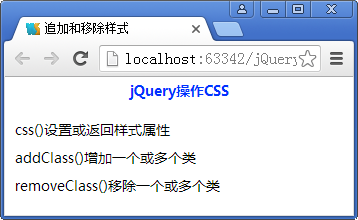 追加和移除样式
localhost:63342/jQuery
jQuery操作CSS
css()设置或返回样式属性
addClass()增加一个或多个类
removeClass()移除一个或多个类